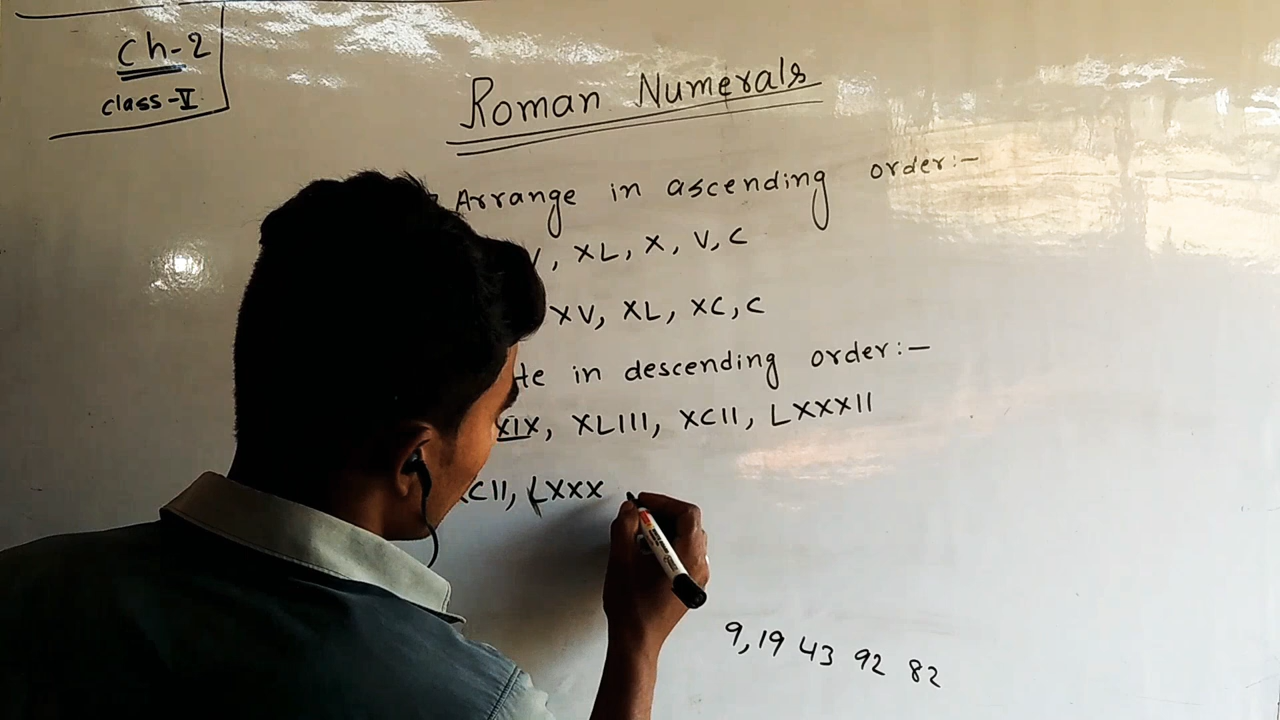 Ch-2
class-V
Roman Numerals
Arrange in ascending order:-
, XL, X, V, C
XV, XL, XC, C
in descending order:-
XIX, XLIII, XCII, LXXXII
CII, LXXX
9, 19 43 92 82